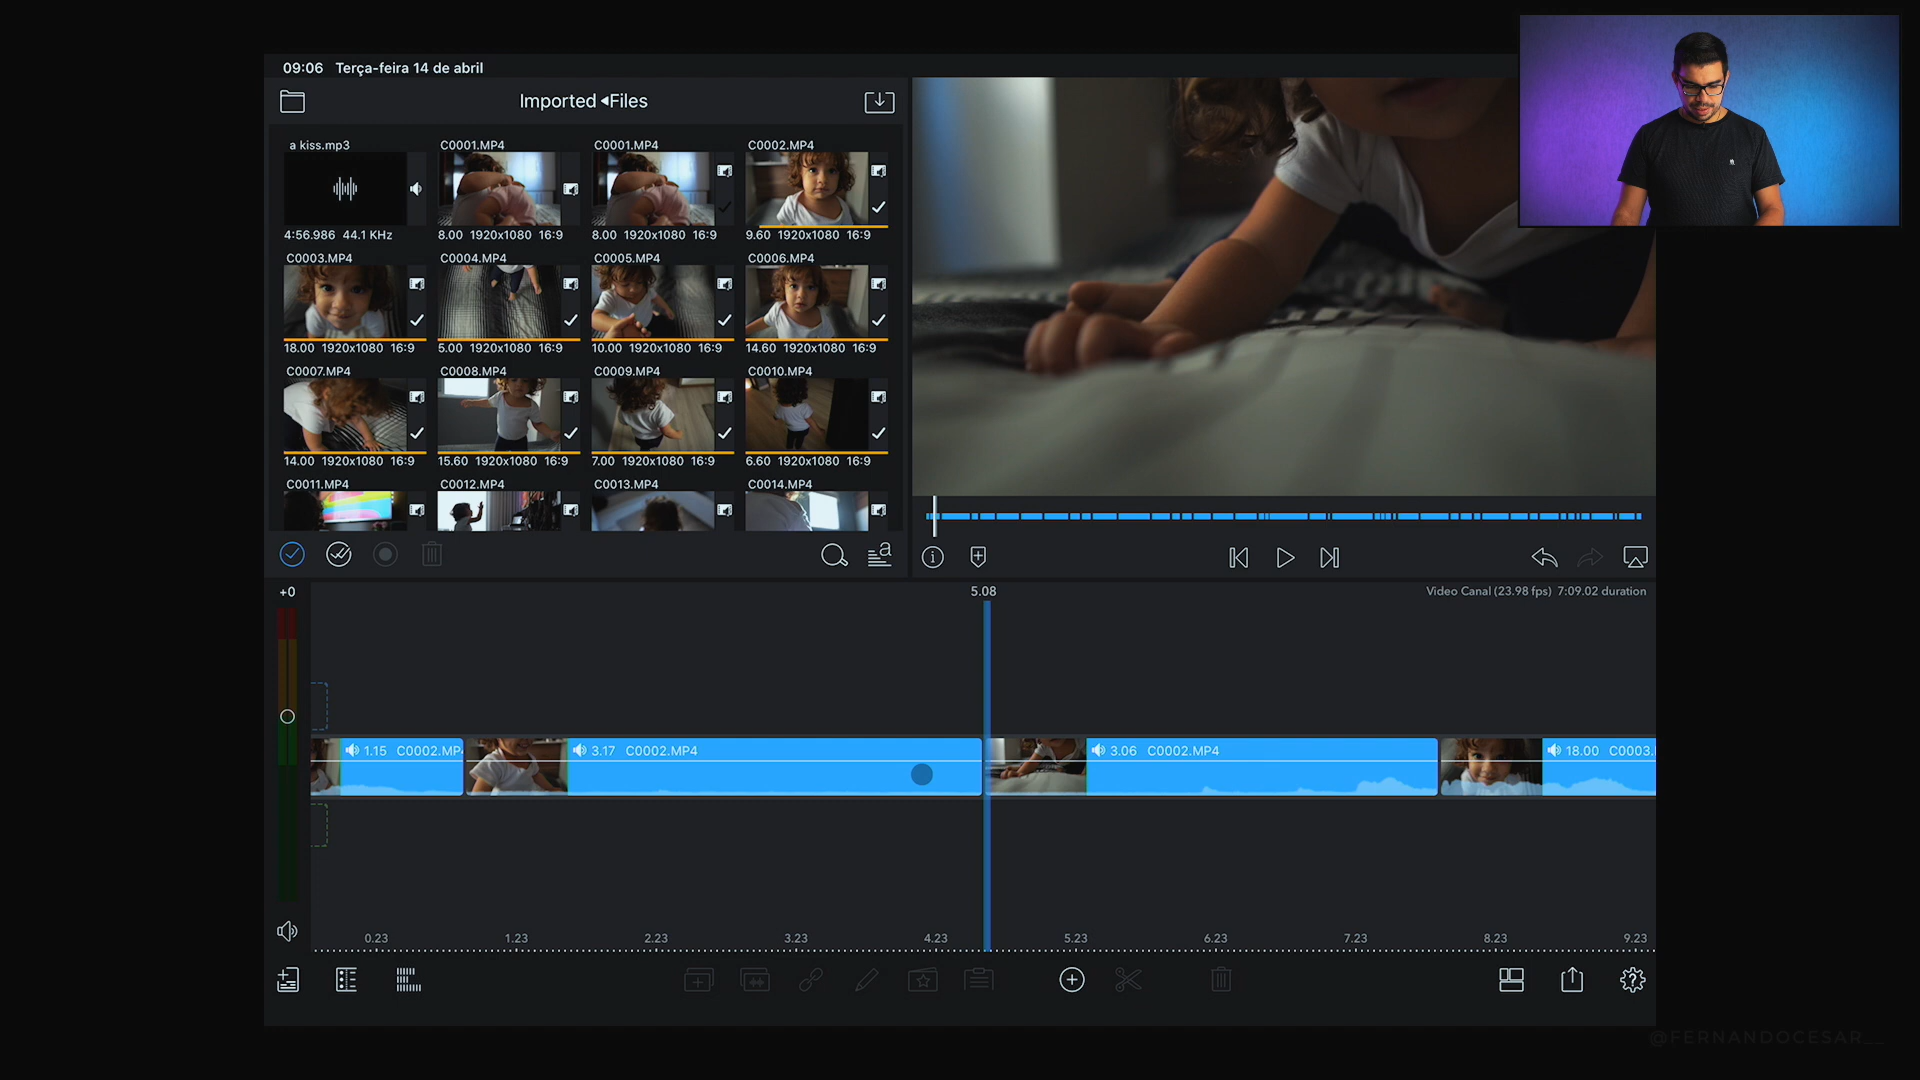 09:06 Terça-feira 14 de abril
Imported ◂Files
a kiss.mp3
C0001.MP4
C0001.MP4
C0002.MP4
4:56.986 44.1 KHz
8.00 1920x1080 16:9
8.00 1920x1080 16:9
9.60 1920x1080 16:9
C0003.MP4
C0004.MP4
C0005.MP4
C0006.MP4
18.00 1920x1080 16:9
5.00 1920x1080 16:9
10.00 1920x1080 16:9
14.60 1920x1080 16:9
C0007.MP4
C0008.MP4
C0009.MP4
C0010.MP4
14.00 1920x1080 16:9
15.60 1920x1080 16:9
7.00 1920x1080 16:9
6.60 1920x1080 16:9
C0011.MP4
C0012.MP4
C0013.MP4
C0014.MP4
+0
5.08
Video Canal (23.98 fps) 7:09.02 duration
1.15 C0002.MP4
3.17 C0002.MP4
3.06 C0002.MP4
18.00 C0003.
0.23
1.23
2.23
3.23
4.23
5.23
6.23
7.23
8.23
9.23
@FERNANDOCESAR__